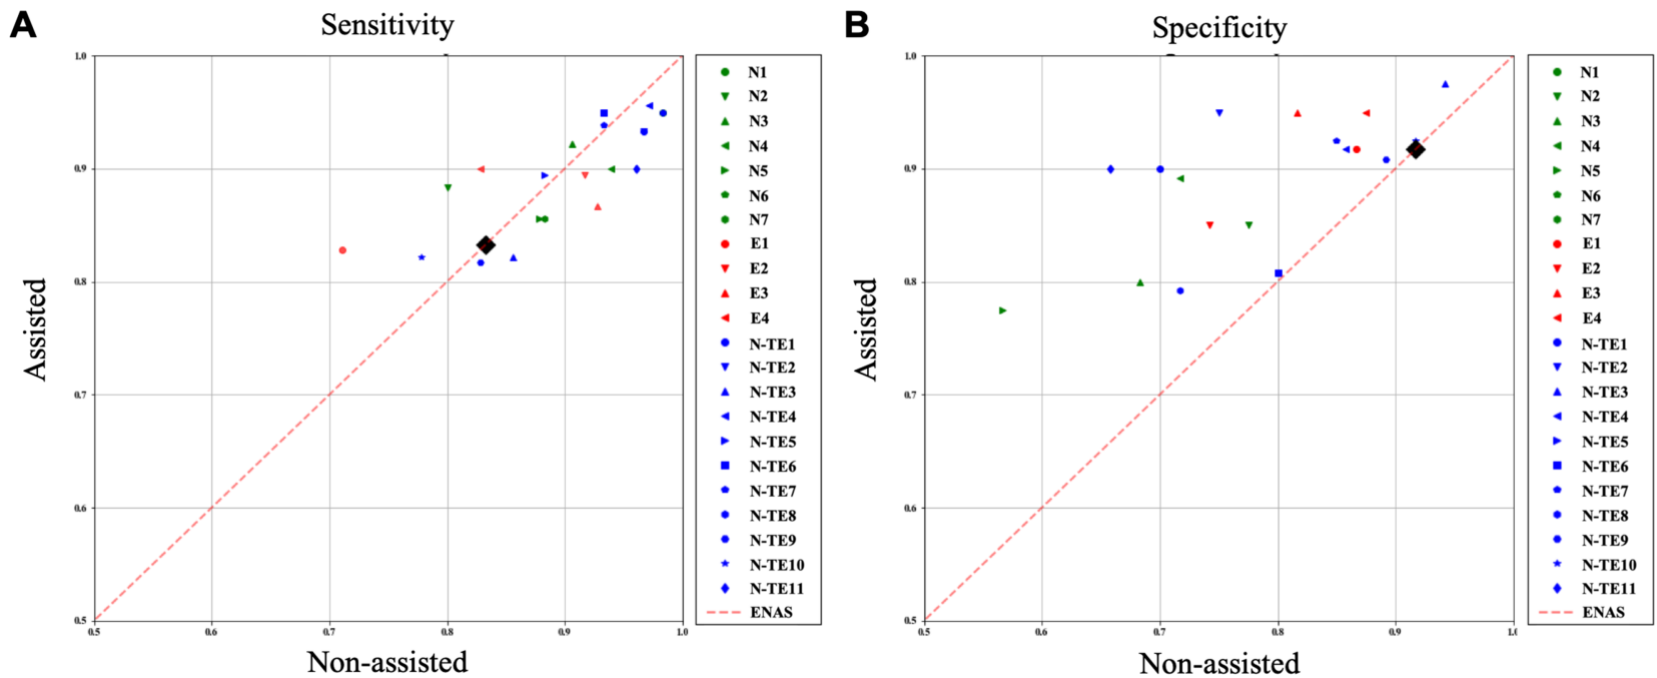 A
Sensitivity
1.0
0.9
0.8
0.7
0.6
0.5
Assisted
0.5
0.6
0.7
0.8
0.9
1.0
Non-assisted
N1
N2
N3
N4
N5
N6
N7
E1
E2
E3
E4
N-TE1
N-TE2
N-TE3
N-TE4
N-TE5
N-TE6
N-TE7
N-TE8
N-TE9
N-TE10
N-TE11
ENAS
B
Specificity
1.0
0.9
0.8
0.7
0.6
0.5
Assisted
0.5
0.6
0.7
0.8
0.9
1.0
Non-assisted
N1
N2
N3
N4
N5
N6
N7
E1
E2
E3
E4
N-TE1
N-TE2
N-TE3
N-TE4
N-TE5
N-TE6
N-TE7
N-TE8
N-TE9
N-TE10
N-TE11
ENAS